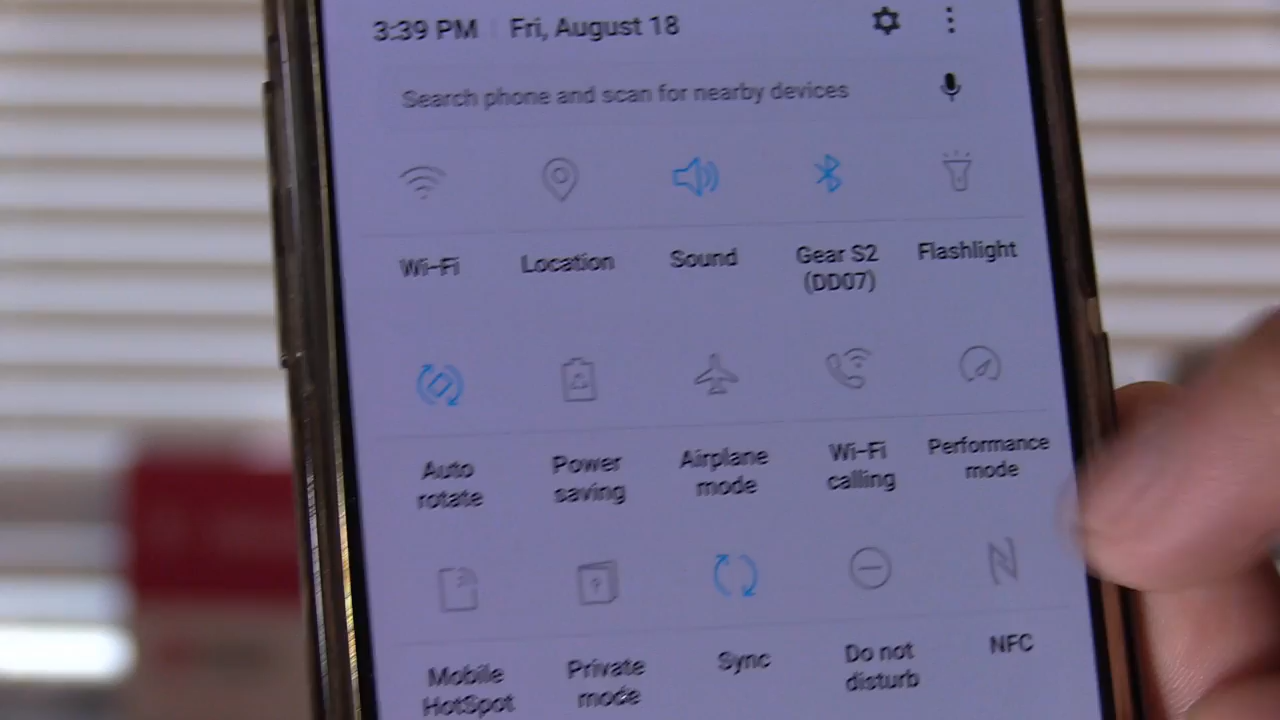 3:39 PM Fri, August 18
Search phone and scan for nearby devices
Wi-Fi Location Sound Gear S2 (DD07) Flashlight
Auto rotate Power saving Airplane mode Wi-Fi calling Performance mode
Mobile HotSpot Private mode Sync Do not disturb NFC